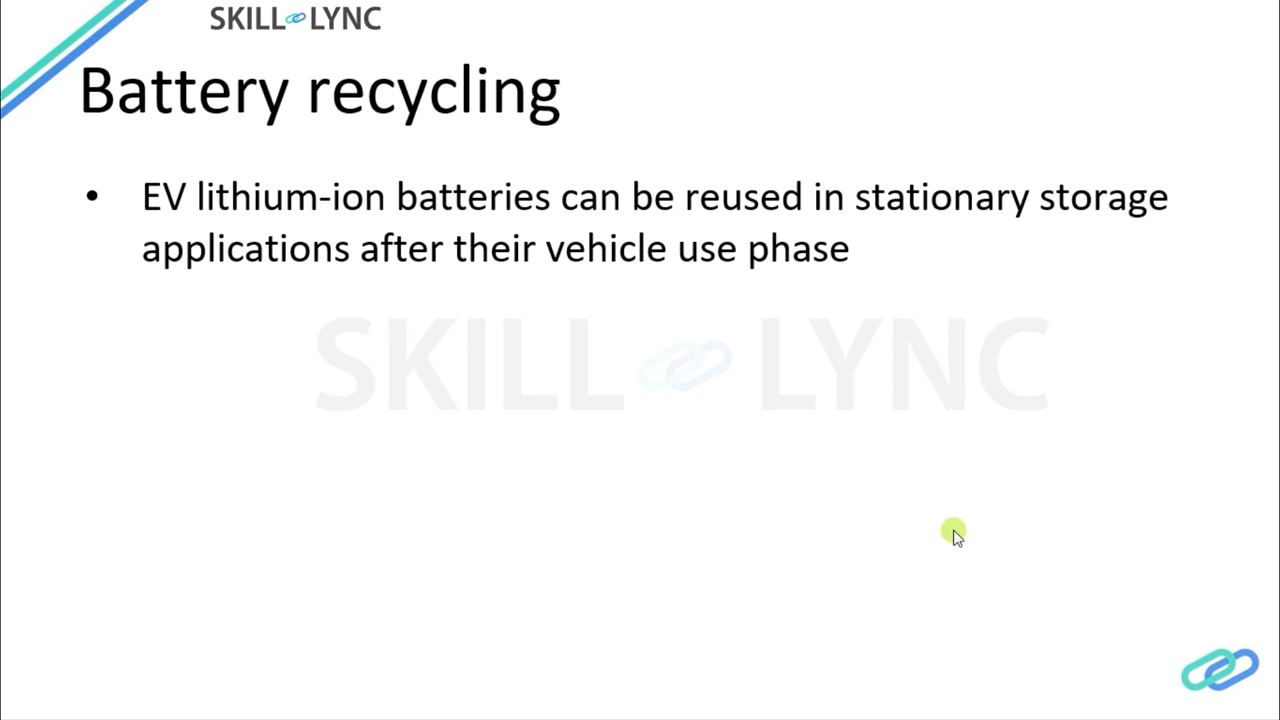 SKILL LYNC
Battery recycling
• EV lithium-ion batteries can be reused in stationary storage
applications after their vehicle use phase
SKILL LYNC